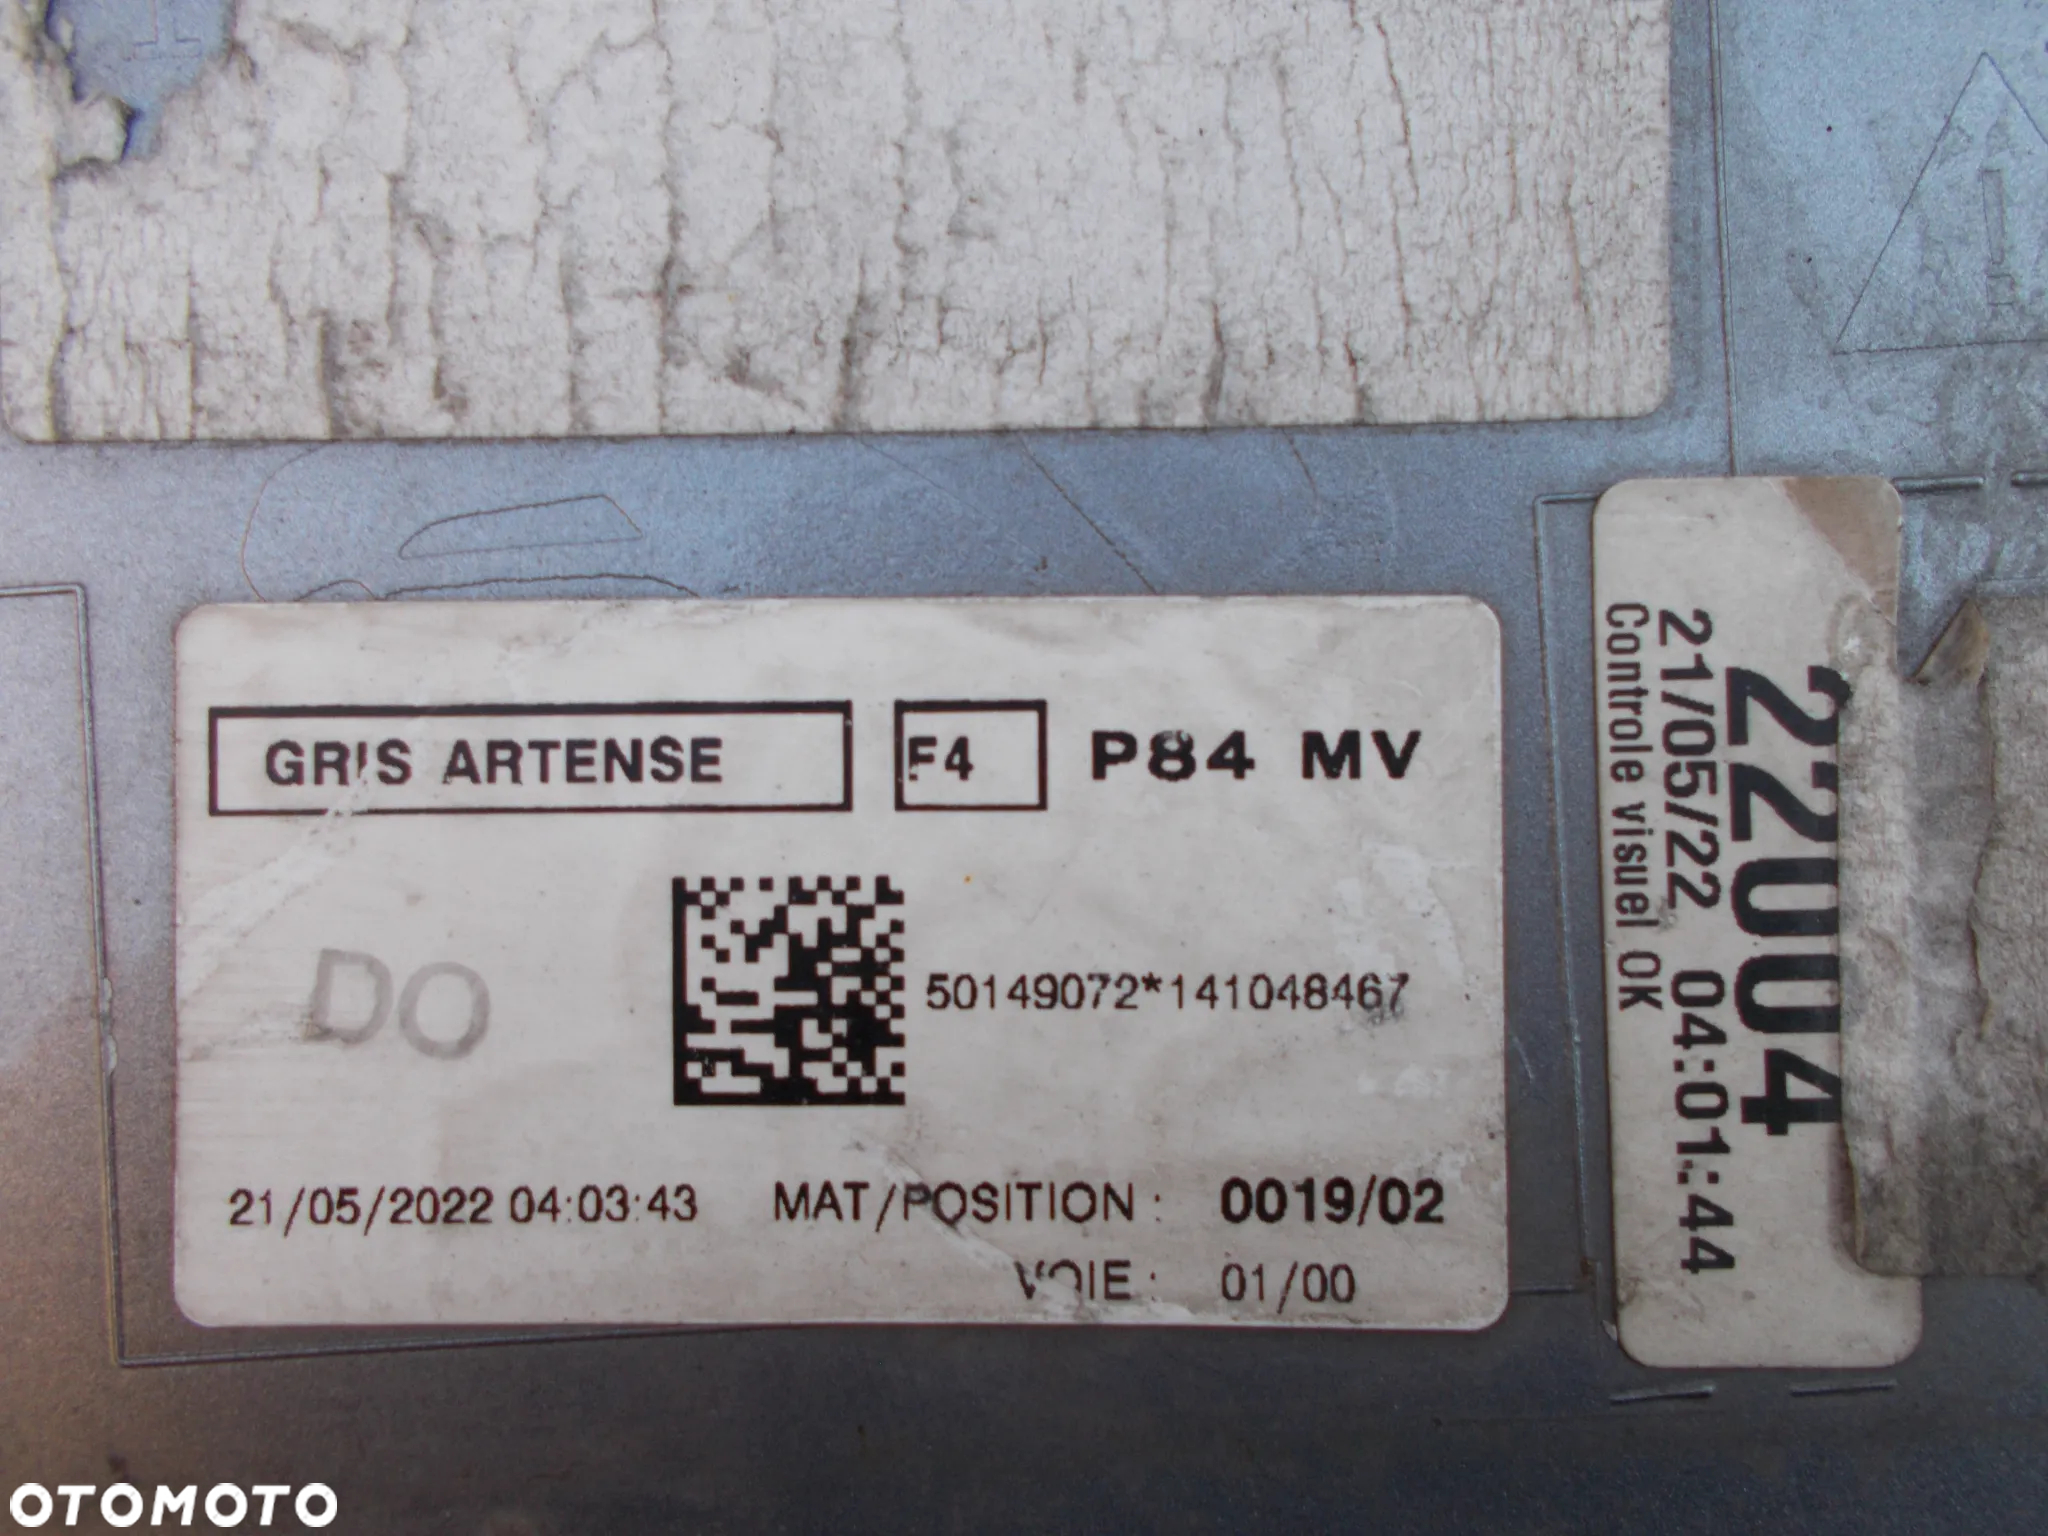 GRIS ARTENSE
F4
P84 MV
DO
50149072*141048467
21/05/2022 04:03:43
MAT/POSITION : 0019/02
VOIE : 01/00
22004
21/05/22 04:01:44
Controle visuel OK
OTOMOTO